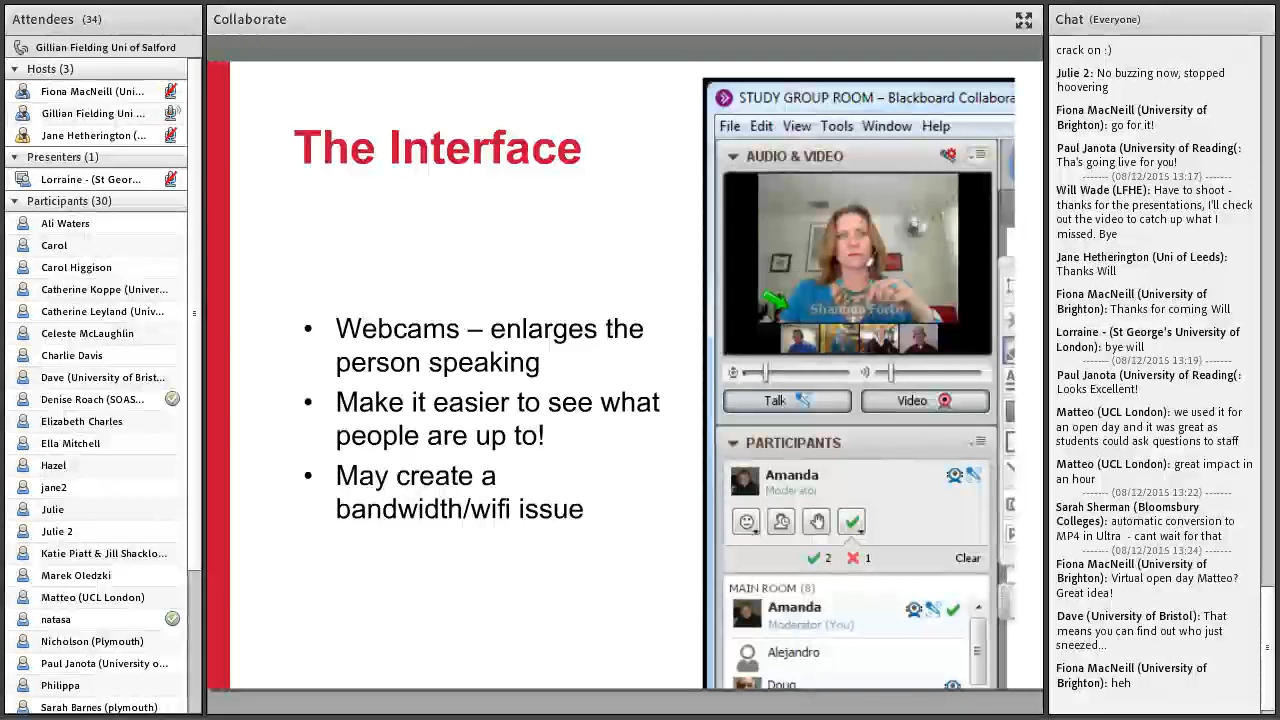 Attendees (34)
Gillian Fielding Uni of Salford
Hosts (3)
Fiona MacNeill (Uni...
Gillian Fielding Uni ...
Jane Hetherington (...
Presenters (1)
Lorraine - (St Geor...
Participants (30)
Ali Waters
Carol
Carol Higgison
Catherine Koppe (Univer...
Catherine Leyland (Univ...
Celeste McLaughlin
Charlie Davis
Dave (University of Brist...
Denise Roach (SOAS...
Elizabeth Charles
Ella Mitchell
Hazel
jane2
Julie
Julie 2
Katie Piatt & Jill Shacklo...
Marek Oledzki
Matteo (UCL London)
natasa
Nicholson (Plymouth)
Paul Janota (University o...
Philippa
Sarah Barnes (plymouth)
Collaborate
The Interface
• Webcams – enlarges the
person speaking
• Make it easier to see what
people are up to!
• May create a
bandwidth/wifi issue
STUDY GROUP ROOM – Blackboard Collabora
File Edit View Tools Window Help
AUDIO & VIDEO
Shannon Forte
Talk
Video
PARTICIPANTS
Amanda
Moderator
2 1 Clear
MAIN ROOM (8)
Amanda
Moderator (You)
Alejandro
Doug
Chat (Everyone)
crack on :)
Julie 2: No buzzing now, stopped
hoovering
Fiona MacNeill (University of
Brighton): go for it!
Paul Janota (University of Reading(:
Tha's going live for you!
------- (08/12/2015 13:17) -------
Will Wade (LFHE): Have to shoot -
thanks for the presentations, I'll check
out the video to catch up what I
missed. Bye
Jane Hetherington (Uni of Leeds):
Thanks Will
Fiona MacNeill (University of
Brighton): Thanks for coming Will
Lorraine - (St George's University of
London): bye will
------- (08/12/2015 13:19) -------
Paul Janota (University of Reading(:
Looks Excellent!
Matteo (UCL London): we used it for
an open day and it was great as
students could ask questions to staff
Matteo (UCL London): great impact in
an hour
------- (08/12/2015 13:22) -------
Sarah Sherman (Bloomsbury
Colleges): automatic conversion to
MP4 in Ultra - cant wait for that
------- (08/12/2015 13:24) -------
Fiona MacNeill (University of
Brighton): Virtual open day Matteo?
Great idea!
Dave (University of Bristol): That
means you can find out who just
sneezed...
Fiona MacNeill (University of
Brighton): heh